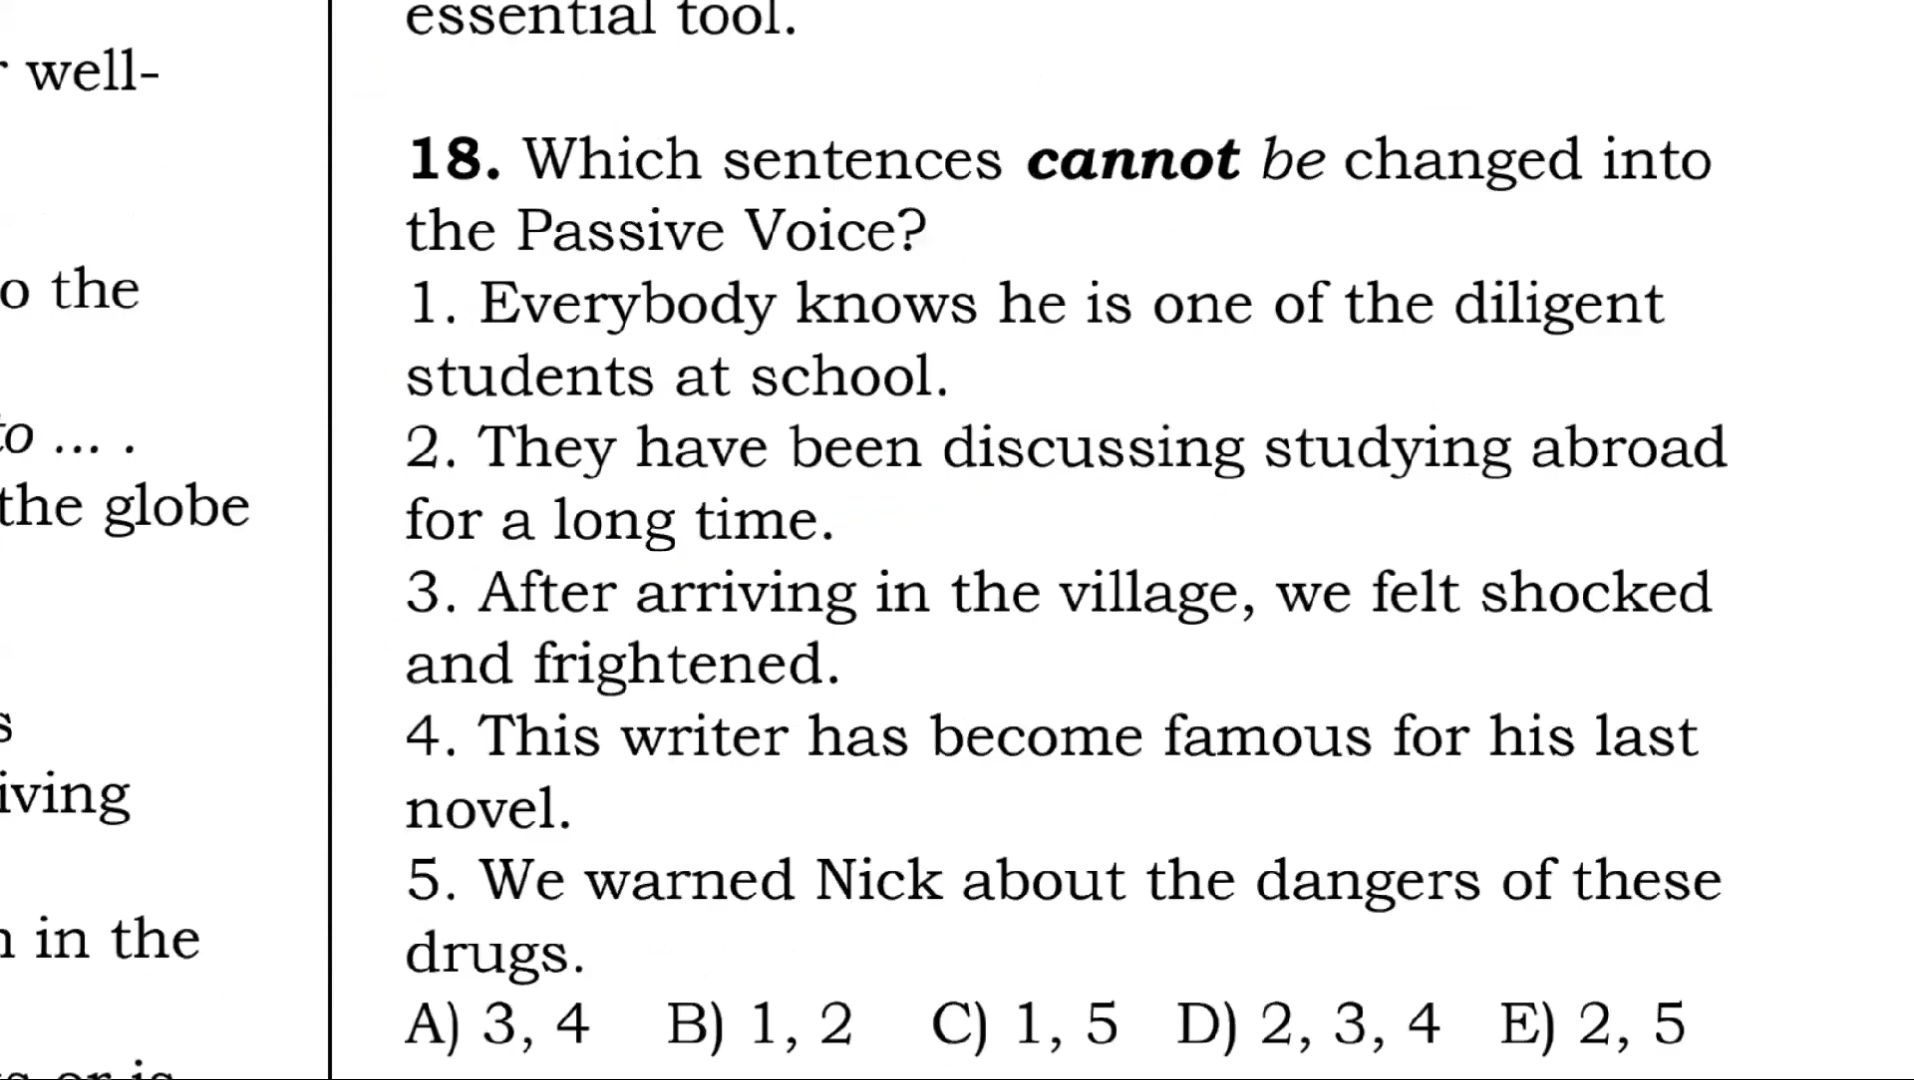 well-
o the
to ... .
the globe
s
iving
in the
essential tool.
18. Which sentences cannot be changed into
the Passive Voice?
1. Everybody knows he is one of the diligent
students at school.
2. They have been discussing studying abroad
for a long time.
3. After arriving in the village, we felt shocked
and frightened.
4. This writer has become famous for his last
novel.
5. We warned Nick about the dangers of these
drugs.
A) 3, 4 B) 1, 2 C) 1, 5 D) 2, 3, 4 E) 2, 5